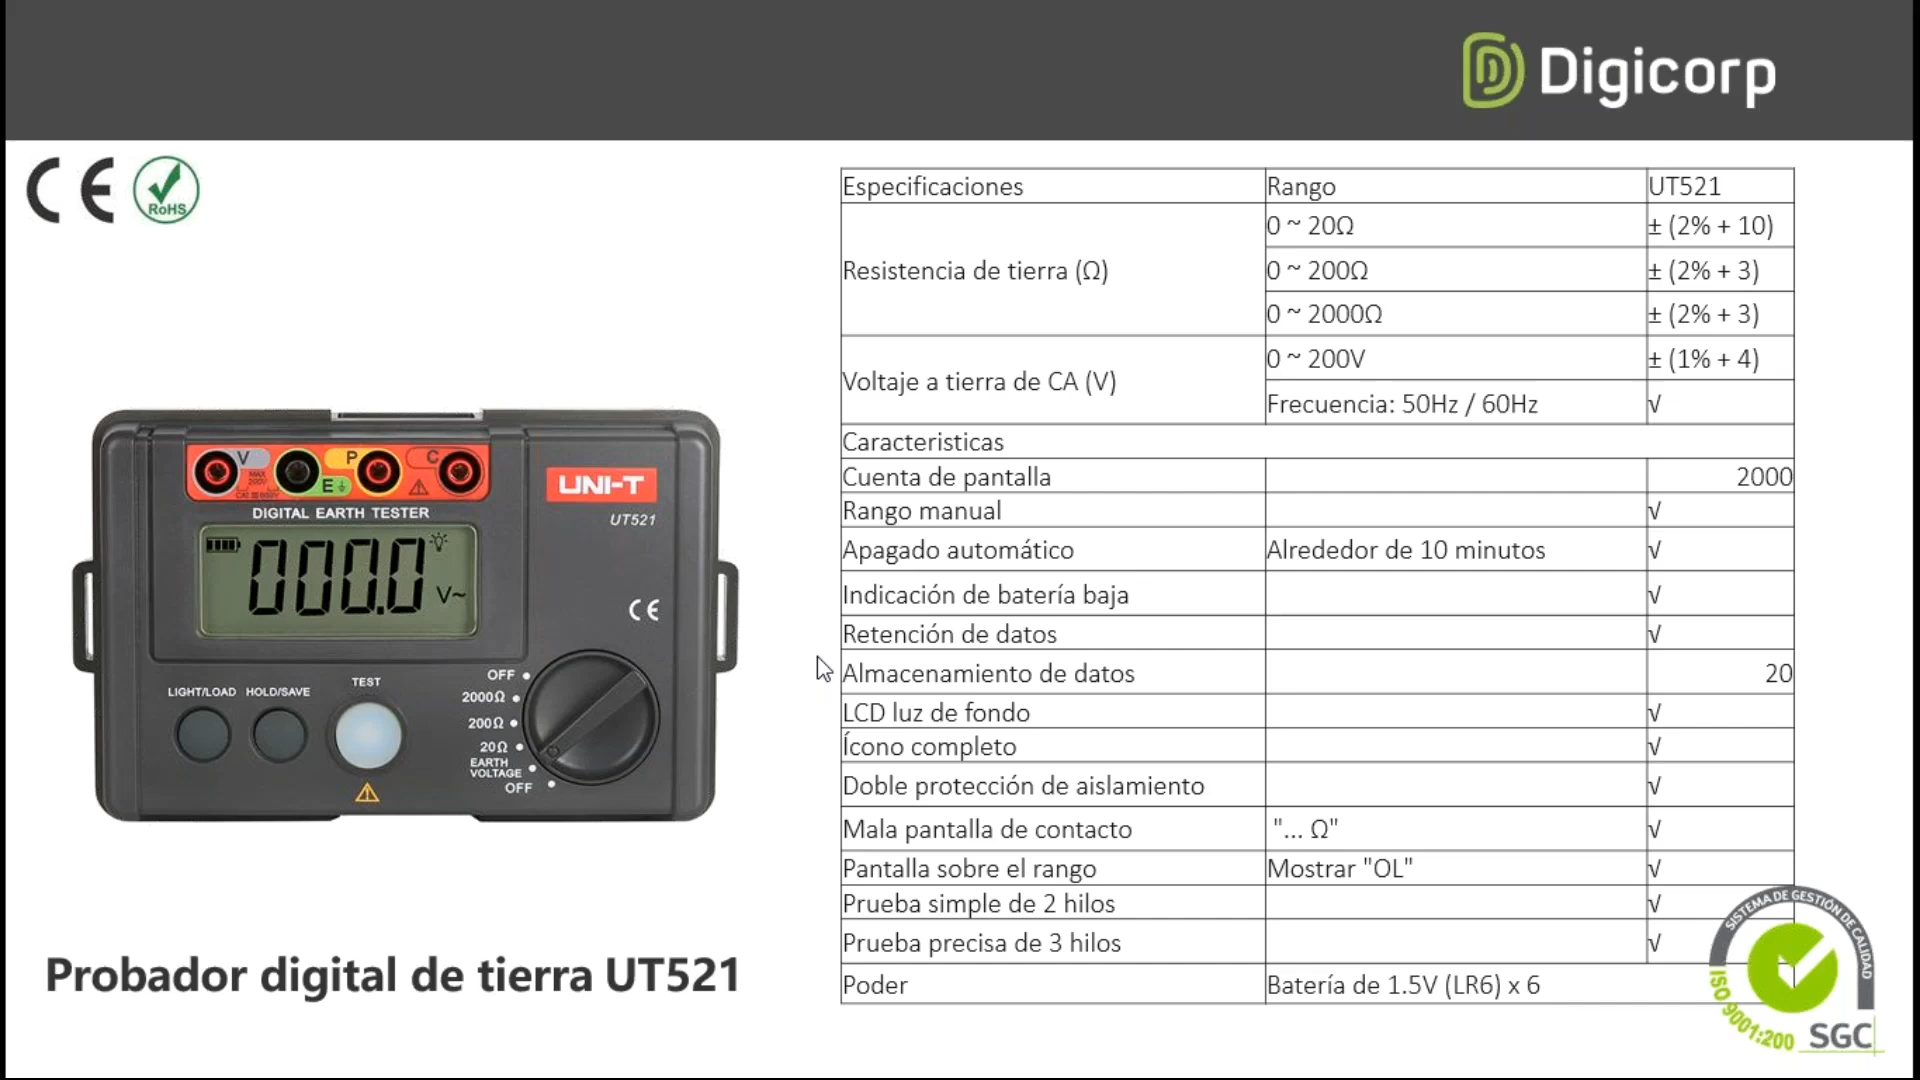 Digicorp
CE
RoHS
Especificaciones Rango UT521
Resistencia de tierra (Ω) 0 ~ 20Ω ± (2% + 10)
0 ~ 200Ω ± (2% + 3)
0 ~ 2000Ω ± (2% + 3)
Voltaje a tierra de CA (V) 0 ~ 200V ± (1% + 4)
Frecuencia: 50Hz / 60Hz √
Caracteristicas
Cuenta de pantalla 2000
Rango manual √
Apagado automático Alrededor de 10 minutos √
Indicación de batería baja √
Retención de datos √
Almacenamiento de datos 20
LCD luz de fondo √
Ícono completo √
Doble protección de aislamiento √
Mala pantalla de contacto "... Ω" √
Pantalla sobre el rango Mostrar "OL" √
Prueba simple de 2 hilos √
Prueba precisa de 3 hilos √
Poder Batería de 1.5V (LR6) x 6
V E P C
MAX
200V
DIGITAL EARTH TESTER
UNI-T
UT521
000.0 V~
CE
LIGHT/LOAD HOLD/SAVE TEST
OFF
2000Ω
200Ω
20Ω
EARTH
VOLTAGE
OFF
Probador digital de tierra UT521
SISTEMA DE GESTIÓN DE CALIDAD
ISO 9001:200 SGC